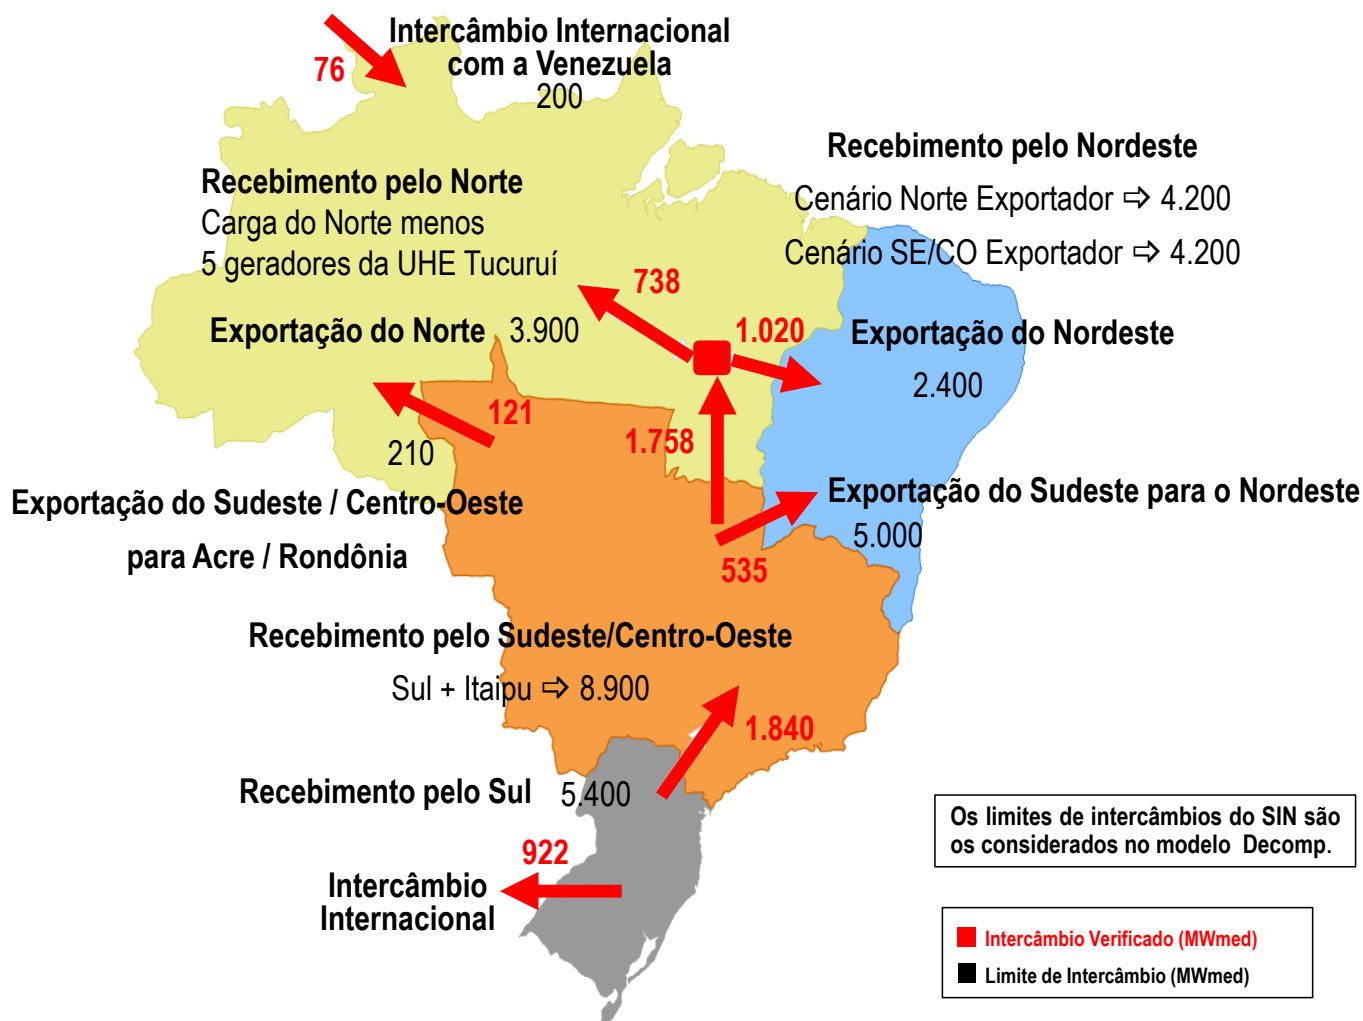 Intercâmbio Internacional
com a Venezuela
200
76
Recebimento pelo Nordeste
Cenário Norte Exportador ⇨ 4.200
Cenário SE/CO Exportador ⇨ 4.200
Recebimento pelo Norte
Carga do Norte menos
5 geradores da UHE Tucuruí
738
Exportação do Norte 3.900
1.020
Exportação do Nordeste
2.400
121
210
1.758
Exportação do Sudeste / Centro-Oeste
para Acre / Rondônia
Exportação do Sudeste para o Nordeste
5.000
535
Recebimento pelo Sudeste/Centro-Oeste
Sul + Itaipu ⇨ 8.900
1.840
Recebimento pelo Sul 5.400
922
Intercâmbio
Internacional
Os limites de intercâmbios do SIN são
os considerados no modelo Decomp.
Intercâmbio Verificado (MWmed)
Limite de Intercâmbio (MWmed)